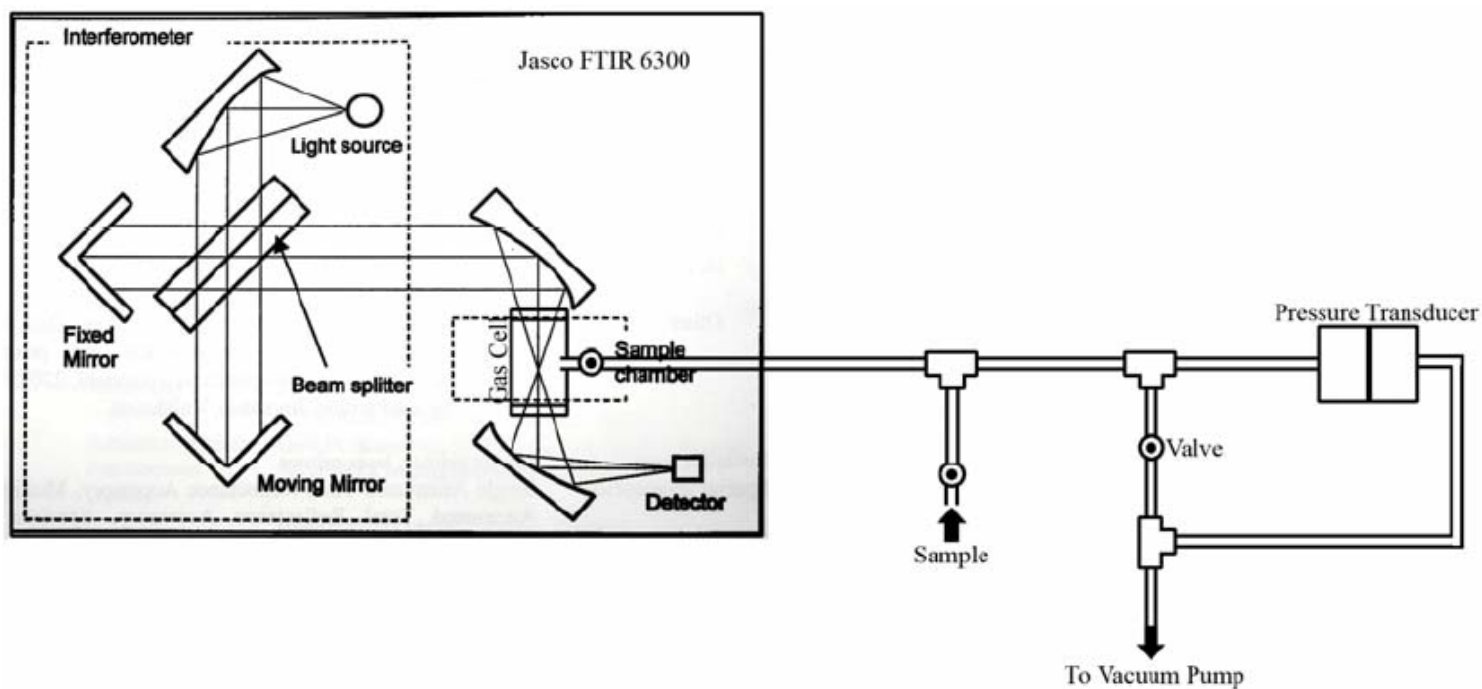 Interferometer
Jasco FTIR 6300
Light source
Fixed
Mirror
Beam splitter
Moving Mirror
Gas Cell
Sample
chamber
Detector
Pressure Transducer
Valve
Sample
To Vacuum Pump